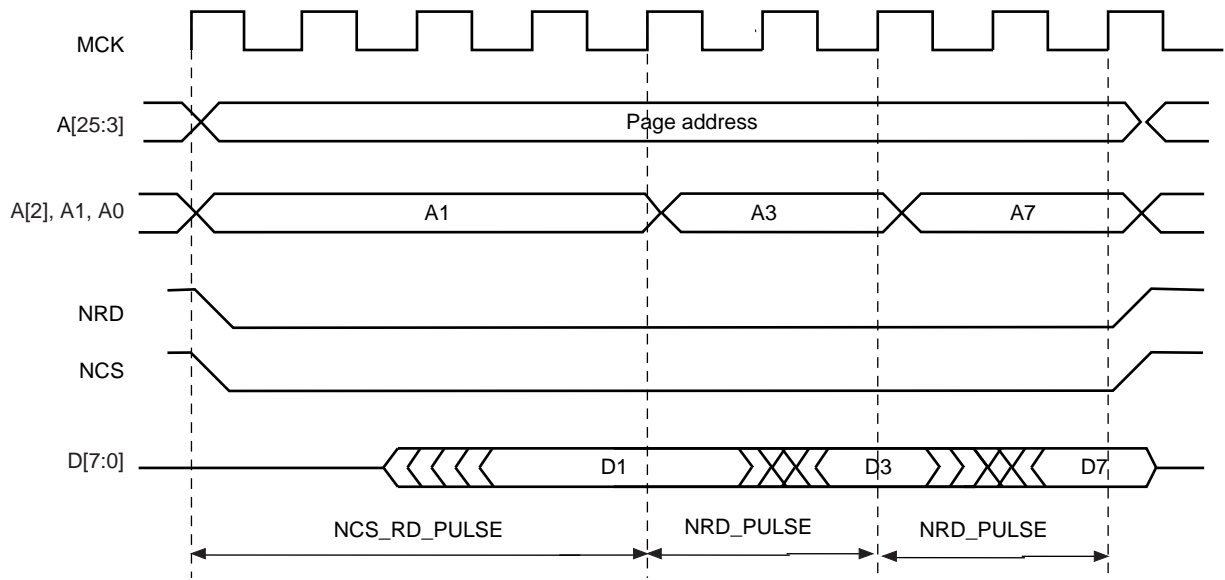 MCK
A[25:3]
Page address
A[2], A1, A0
A1
A3
A7
NRD
NCS
D[7:0]
D1
D3
D7
NCS_RD_PULSE
NRD_PULSE
NRD_PULSE